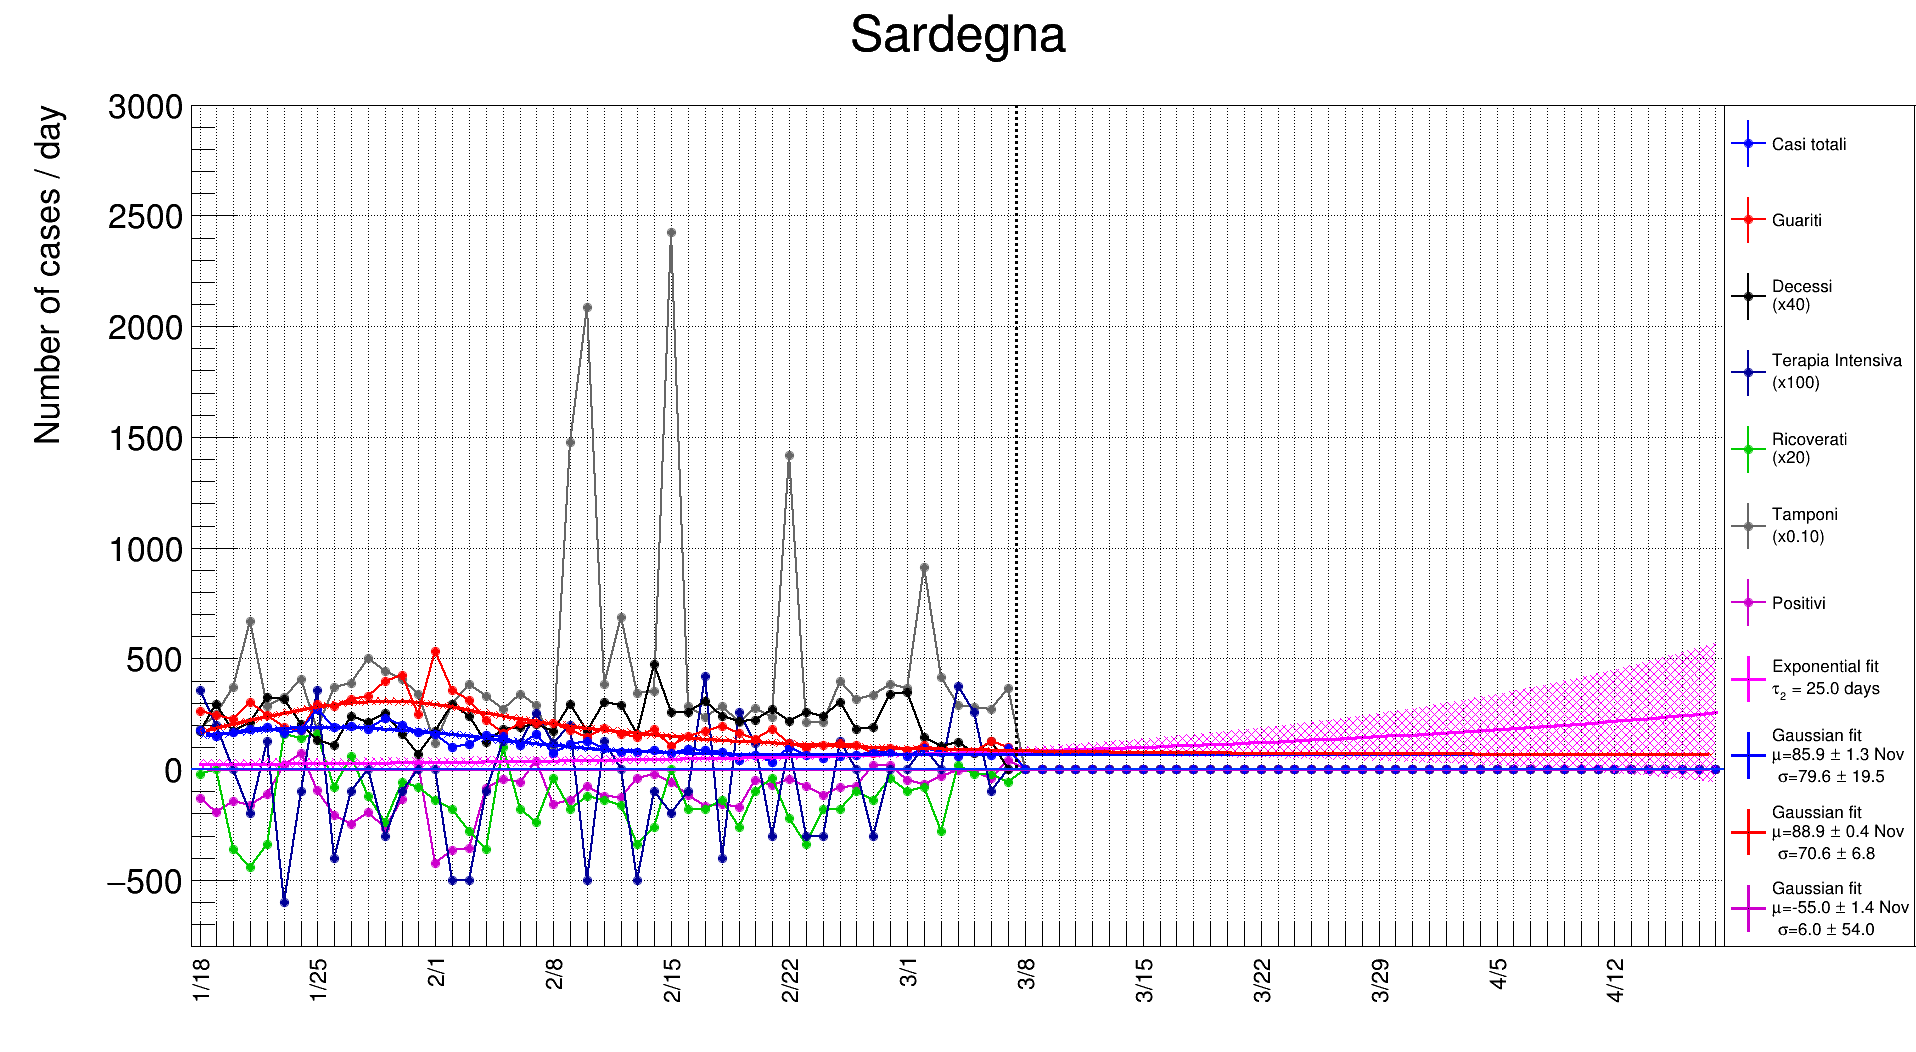 Sardegna
Number of cases / day
3000
2500
2000
1500
1000
500
0
−500
1/18
1/25
2/1
2/8
2/15
2/22
3/1
3/8
3/15
3/22
3/29
4/5
4/12
Casi totali
Guariti
Decessi
(x40)
Terapia Intensiva
(x100)
Ricoverati
(x20)
Tamponi
(x0.10)
Positivi
Exponential fit
τ2 = 25.0 days
Gaussian fit
μ=85.9 ± 1.3 Nov
σ=79.6 ± 19.5
Gaussian fit
μ=88.9 ± 0.4 Nov
σ=70.6 ± 6.8
Gaussian fit
μ=-55.0 ± 1.4 Nov
σ=6.0 ± 54.0